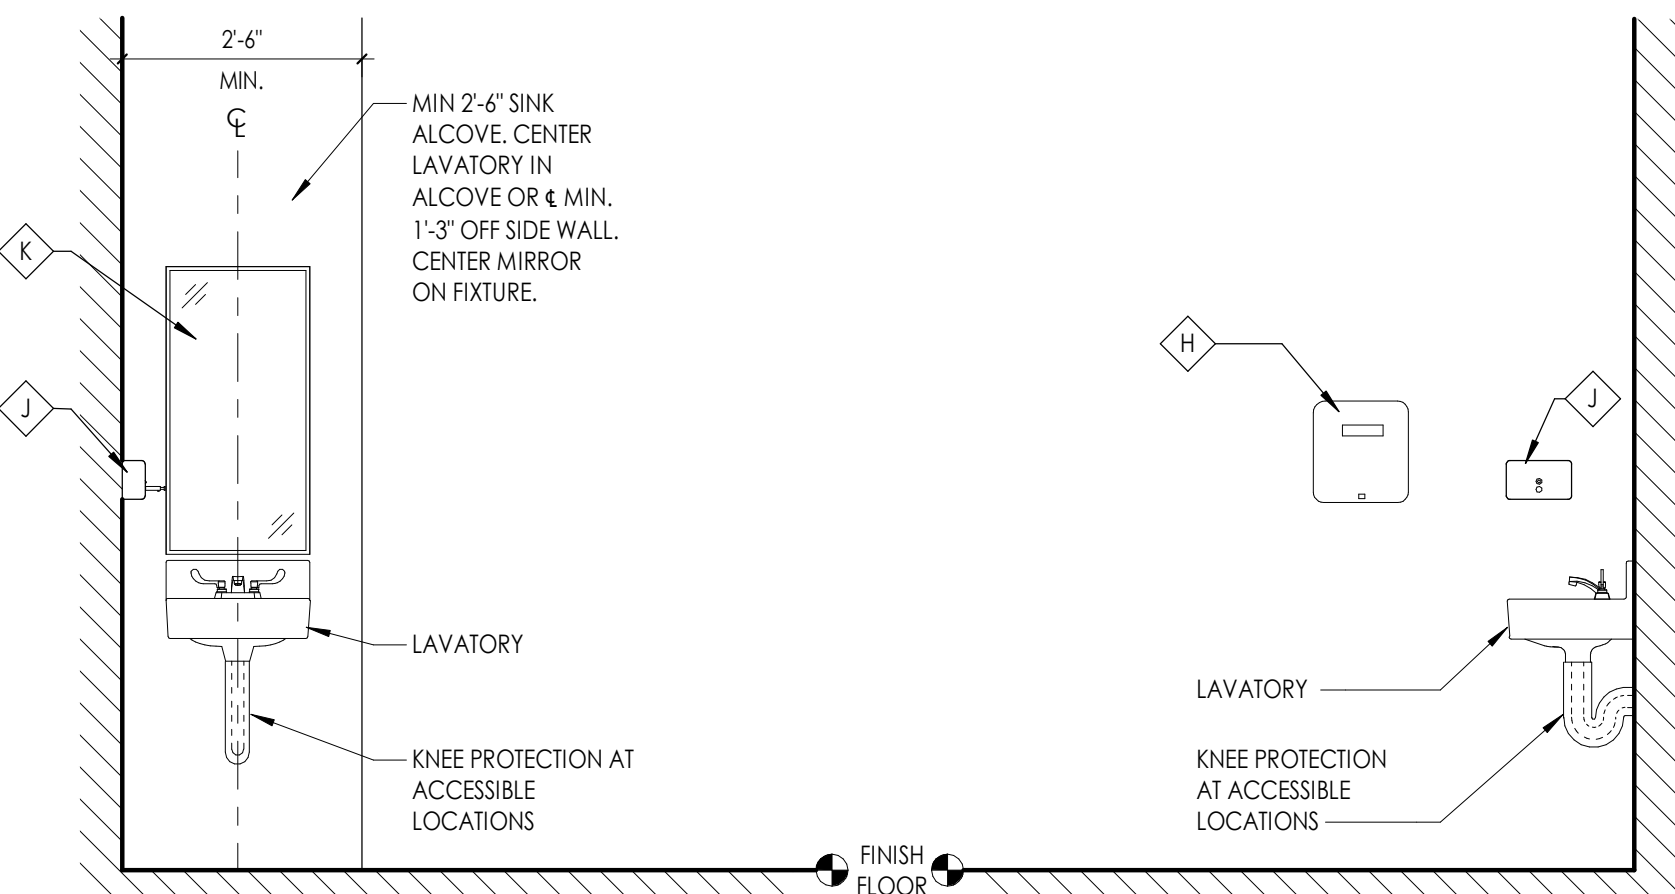 2'-6"
MIN.
℄
MIN 2'-6" SINK
ALCOVE. CENTER
LAVATORY IN
ALCOVE OR ℄ MIN.
1'-3" OFF SIDE WALL.
CENTER MIRROR
ON FIXTURE.
K
J
LAVATORY
KNEE PROTECTION AT
ACCESSIBLE
LOCATIONS
H
J
LAVATORY
KNEE PROTECTION
AT ACCESSIBLE
LOCATIONS
FINISH
FLOOR